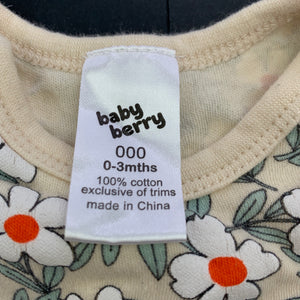 baby
berry
000
0-3mths
100% cotton
exclusive of trims
made in China